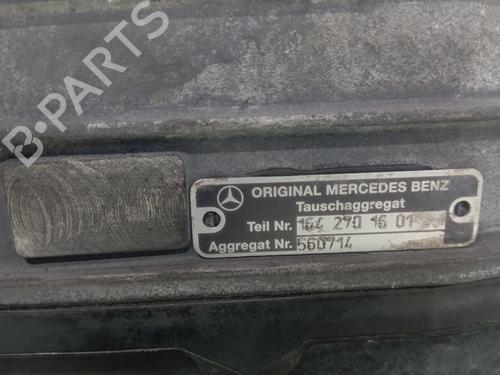 B-PARTS
ORIGINAL MERCEDES BENZ
Tauschaggregat
Teil Nr. 164 270 16 01
Aggregat Nr. 560714